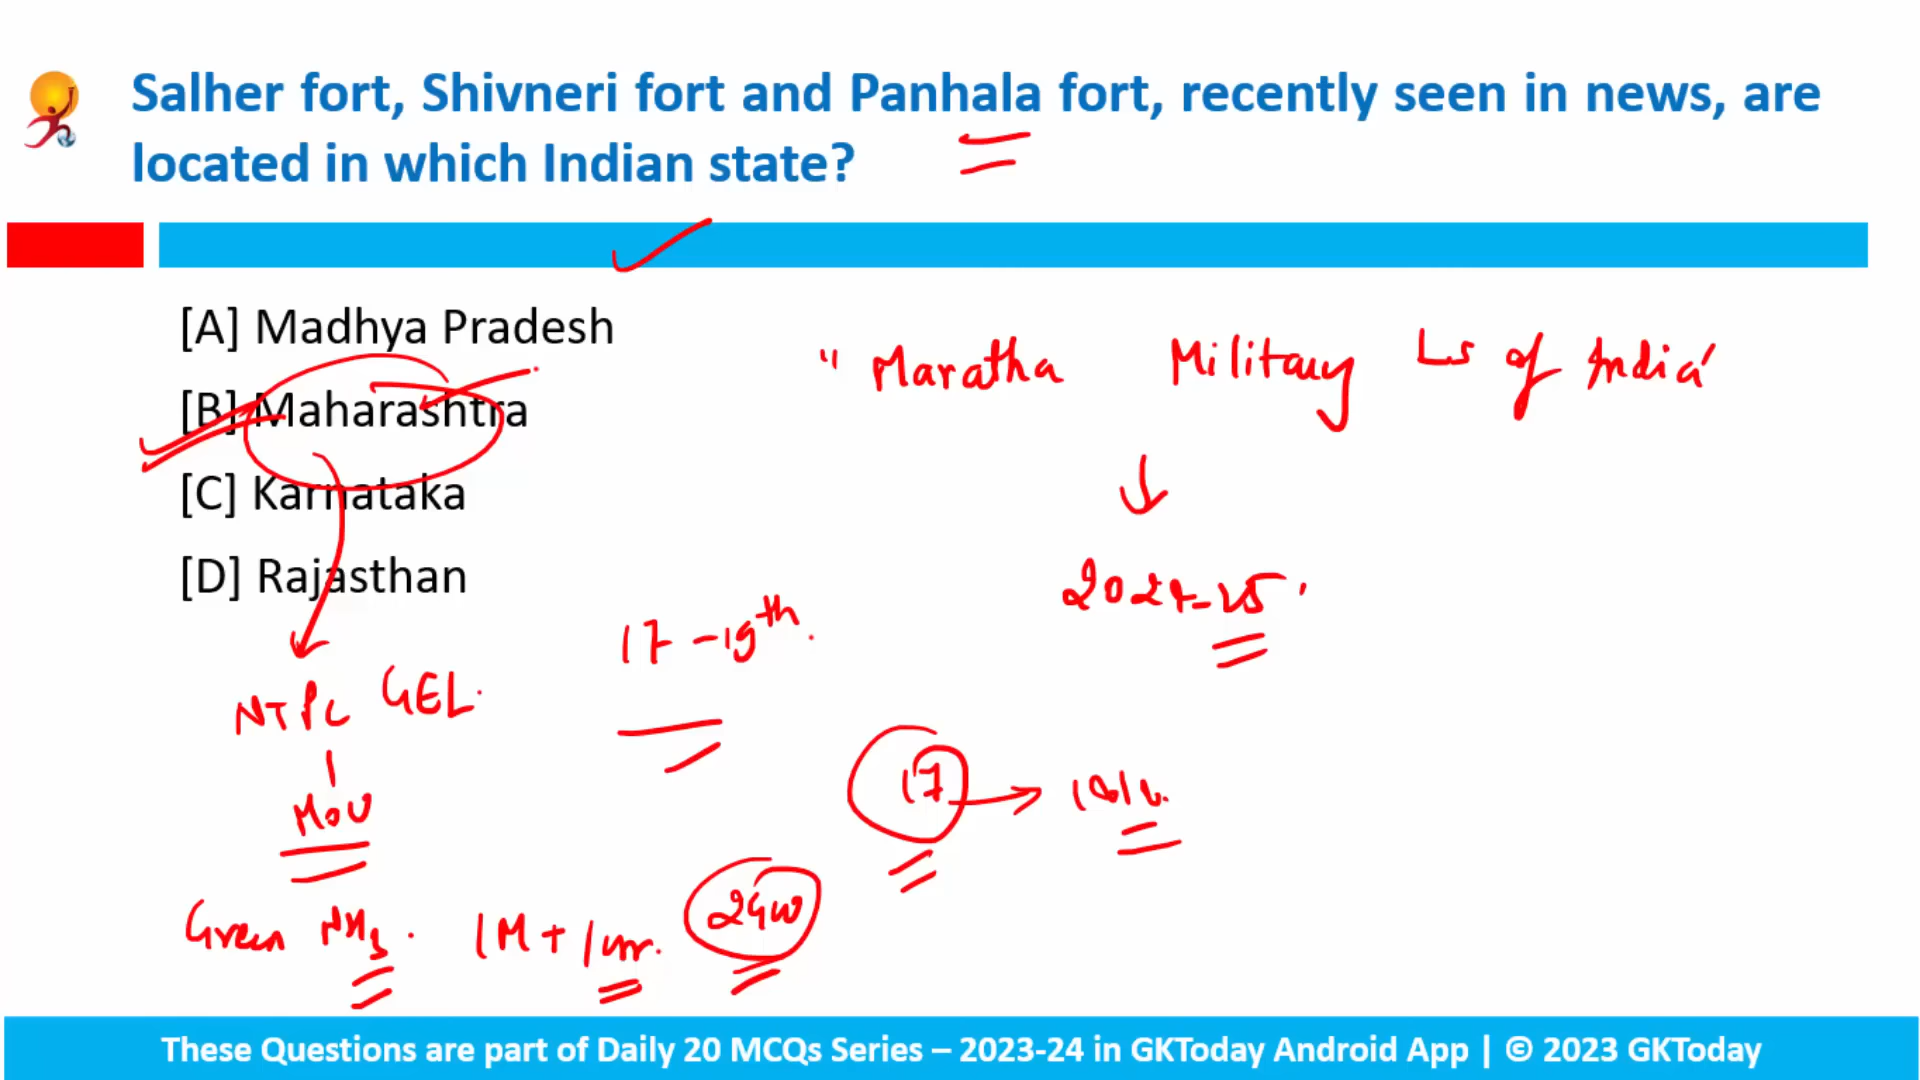 Salher fort, Shivneri fort and Panhala fort, recently seen in news, are
located in which Indian state?
[A] Madhya Pradesh
[B] Maharashtra
[C] Karnataka
[D] Rajasthan
"Maratha Military Ls of India"
2024-25
17-19th
NTPC GEL
MoU
17
Green NH3
1M+
2GW
These Questions are part of Daily 20 MCQs Series – 2023-24 in GKToday Android App | © 2023 GKToday